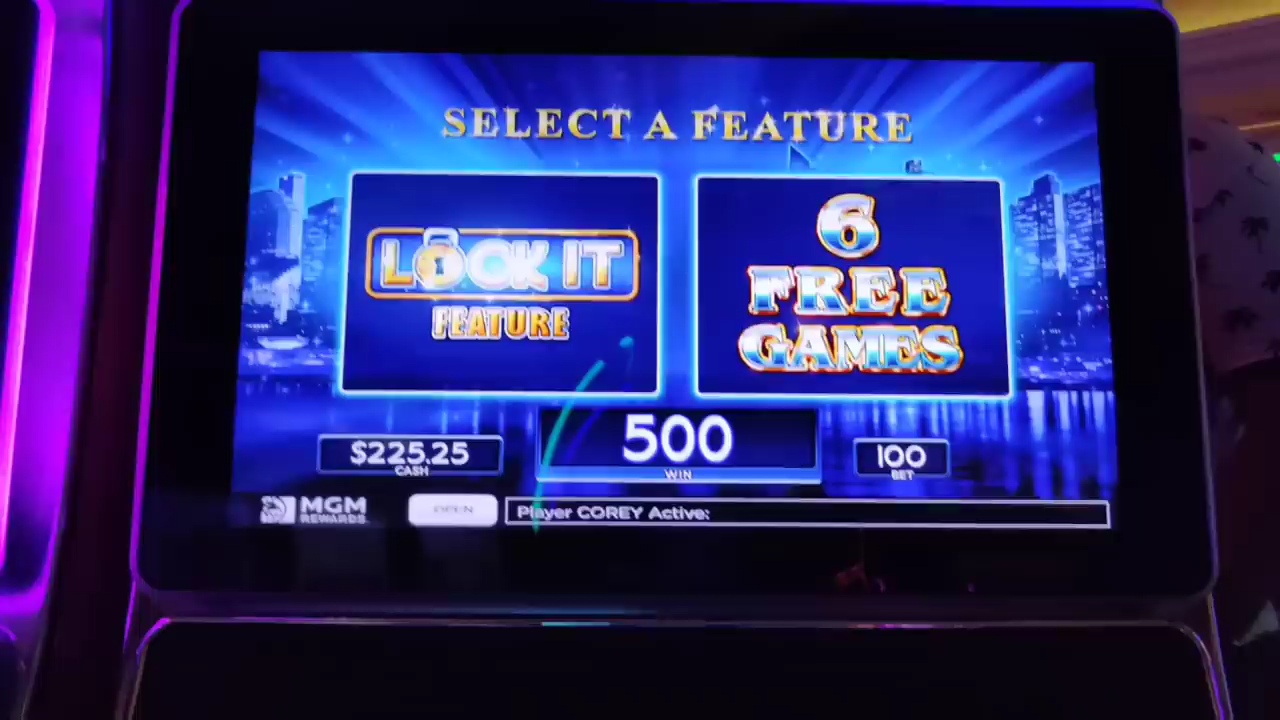 SELECT A FEATURE
LOCK IT
FEATURE
6
FREE
GAMES
$225.25
CASH
500
WIN
100
BET
MGM
REWARDS
OPEN
Player COREY Active: